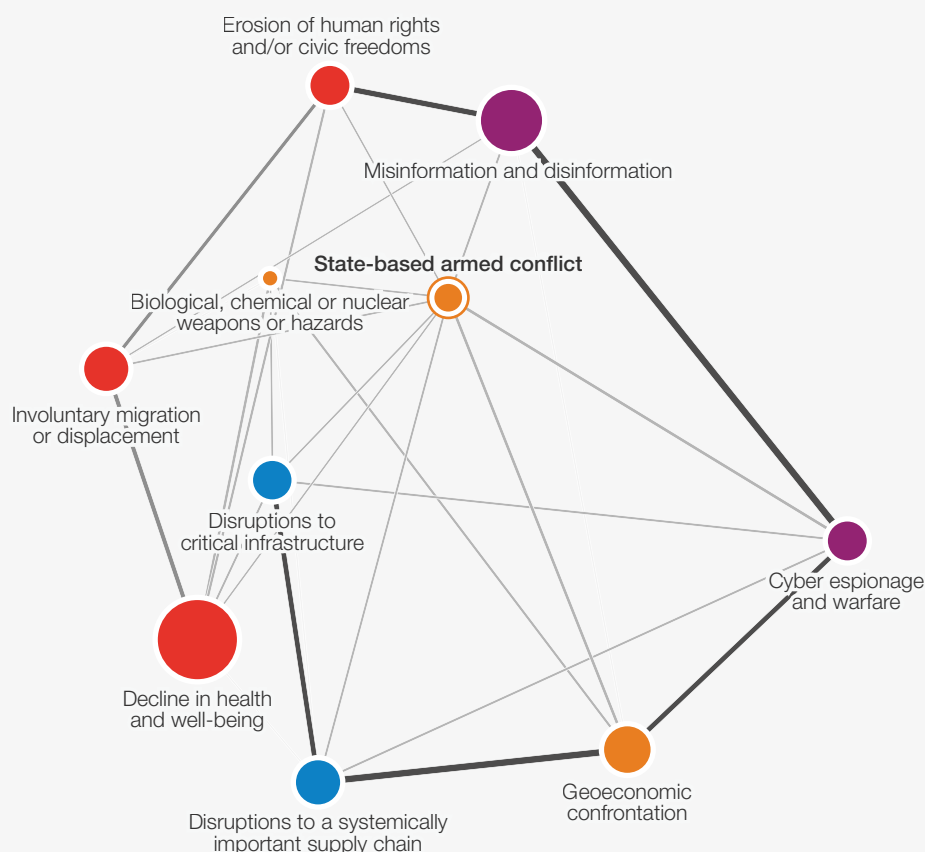 Erosion of human rights
and/or civic freedoms
Misinformation and disinformation
State-based armed conflict
Biological, chemical or nuclear
weapons or hazards
Involuntary migration
or displacement
Disruptions to
critical infrastructure
Cyber espionage
and warfare
Decline in health
and well-being
Geoeconomic
confrontation
Disruptions to a systemically
important supply chain